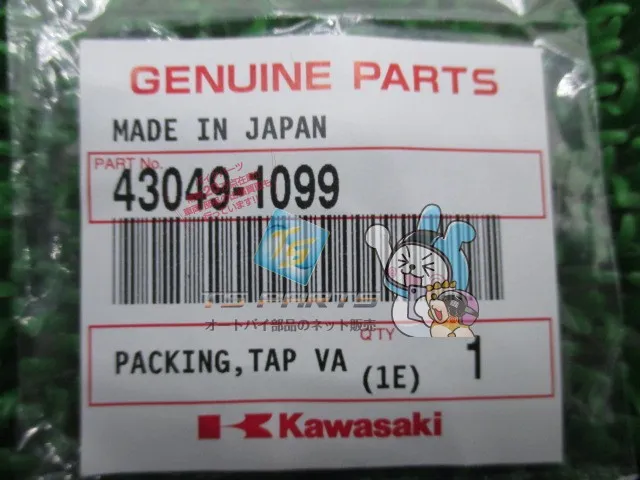 GENUINE PARTS
MADE IN JAPAN
PART No.
43049-1099
14
オートバイ部品のネット販売
Q'TY
PACKING,TAP VA (1E) 1
Kawasaki